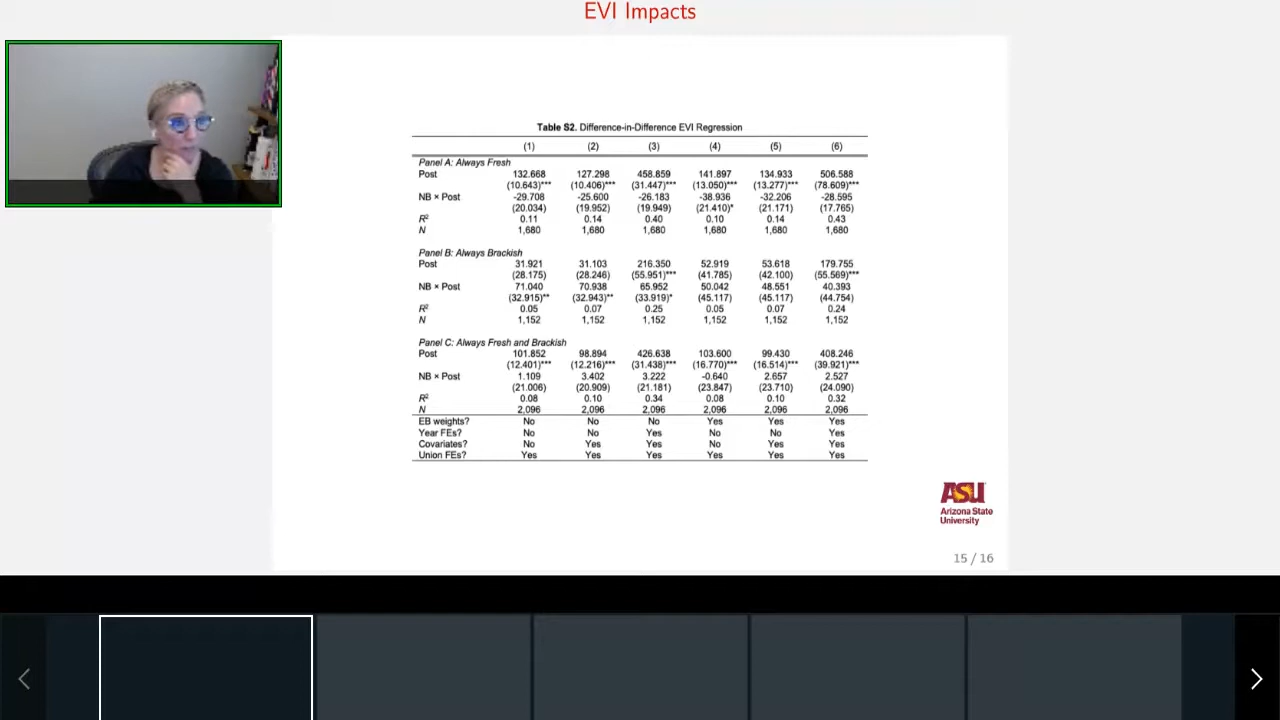 EVI Impacts
Table S2. Difference-in-Difference EVI Regression
(1) (2) (3) (4) (5) (6)
Panel A: Always Fresh
Post 132.668 127.298 458.859 141.897 134.933 506.588
(10.643)*** (10.406)*** (31.447)*** (13.050)*** (13.277)*** (78.609)***
NB × Post -29.708 -25.600 -26.183 -38.936 -32.206 -28.595
(20.034) (19.952) (19.949) (21.410)* (21.171) (17.765)
R² 0.11 0.14 0.40 0.10 0.14 0.43
N 1,680 1,680 1,680 1,680 1,680 1,680
Panel B: Always Brackish
Post 31.921 31.103 216.350 52.919 53.618 179.755
(28.175) (28.246) (55.951)*** (41.785) (42.100) (55.569)***
NB × Post 71.040 70.938 65.952 50.042 48.551 40.393
(32.915)** (32.943)** (33.919)* (45.117) (45.117) (44.754)
R² 0.05 0.07 0.25 0.05 0.07 0.24
N 1,152 1,152 1,152 1,152 1,152 1,152
Panel C: Always Fresh and Brackish
Post 101.852 98.894 426.638 103.600 99.430 408.246
(12.401)*** (12.216)*** (31.438)*** (16.770)*** (16.514)*** (39.921)***
NB × Post 1.109 3.402 3.222 -0.640 2.657 2.527
(21.006) (20.909) (21.181) (23.847) (23.710) (24.090)
R² 0.08 0.10 0.34 0.08 0.10 0.32
N 2,096 2,096 2,096 2,096 2,096 2,096
EB weights? No No No Yes Yes Yes
Year FEs? No No Yes No No Yes
Covariates? No Yes Yes No Yes Yes
Union FEs? Yes Yes Yes Yes Yes Yes
ASU
Arizona State
University
15 / 16